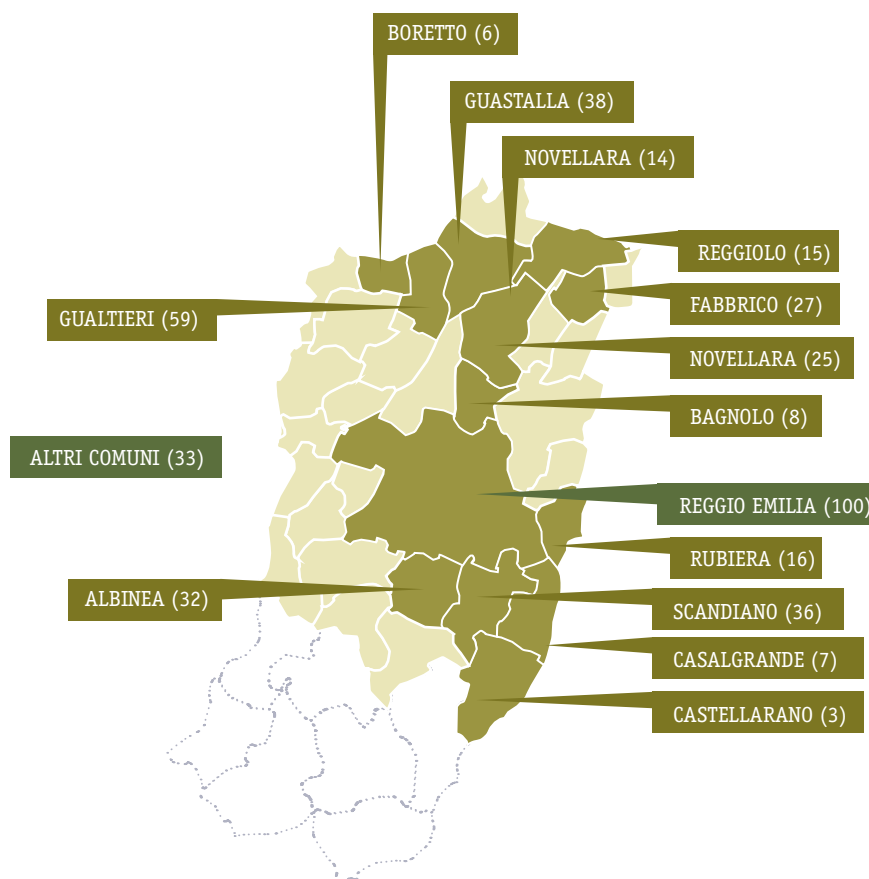 BORETTO (6)
GUASTALLA (38)
NOVELLARA (14)
REGGIOLO (15)
FABBRICO (27)
GUALTIERI (59)
NOVELLARA (25)
BAGNOLO (8)
ALTRI COMUNI (33)
REGGIO EMILIA (100)
RUBIERA (16)
ALBINEA (32)
SCANDIANO (36)
CASALGRANDE (7)
CASTELLARANO (3)